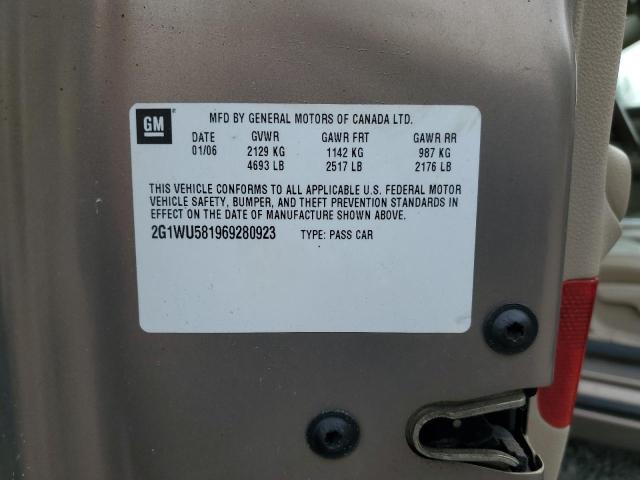 GM
MFD BY GENERAL MOTORS OF CANADA LTD.
DATE GVWR GAWR FRT GAWR RR
01/06 2129 KG 1142 KG 987 KG
4693 LB 2517 LB 2176 LB
THIS VEHICLE CONFORMS TO ALL APPLICABLE U.S. FEDERAL MOTOR
VEHICLE SAFETY, BUMPER, AND THEFT PREVENTION STANDARDS IN
EFFECT ON THE DATE OF MANUFACTURE SHOWN ABOVE.
2G1WU581969280923 TYPE: PASS CAR